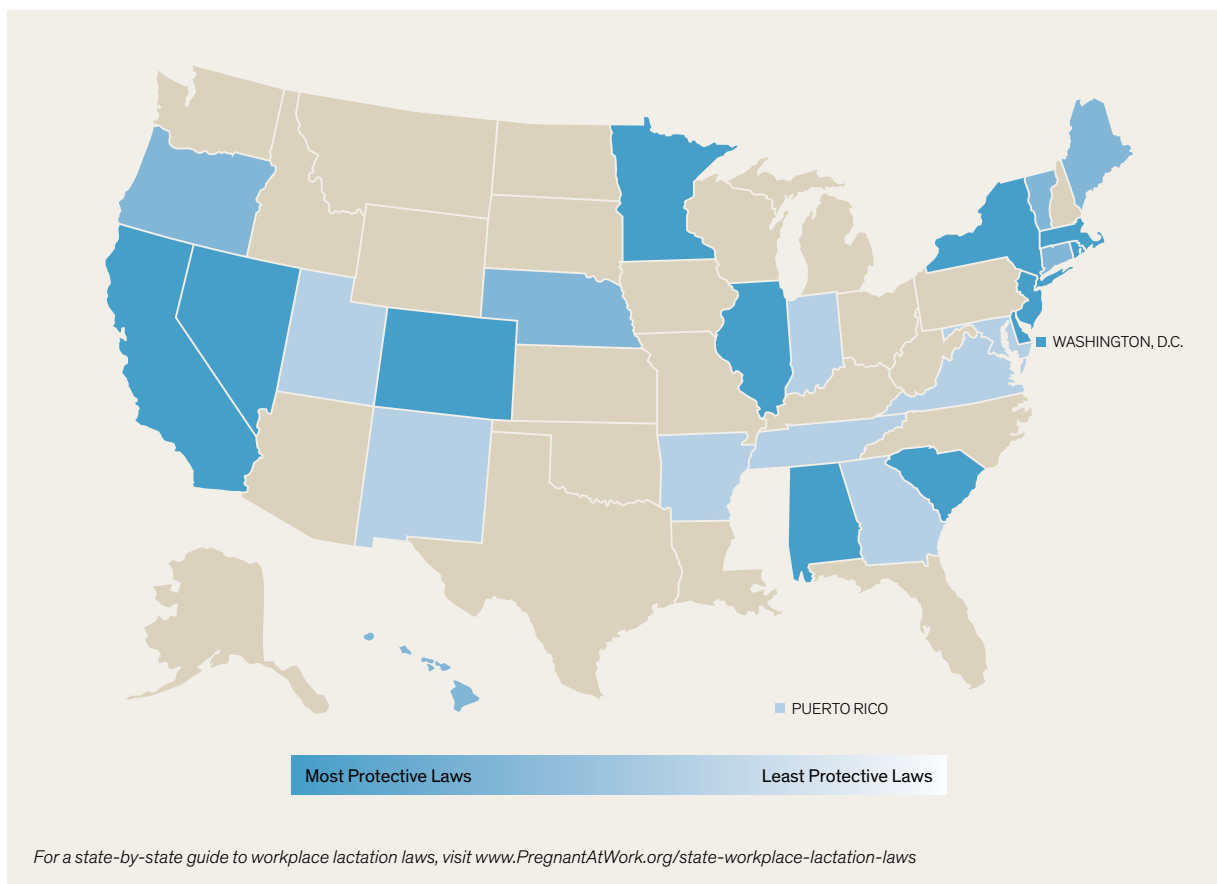 WASHINGTON, D.C.
PUERTO RICO
Most Protective Laws
Least Protective Laws
For a state-by-state guide to workplace lactation laws, visit www.PregnantAtWork.org/state-workplace-lactation-laws